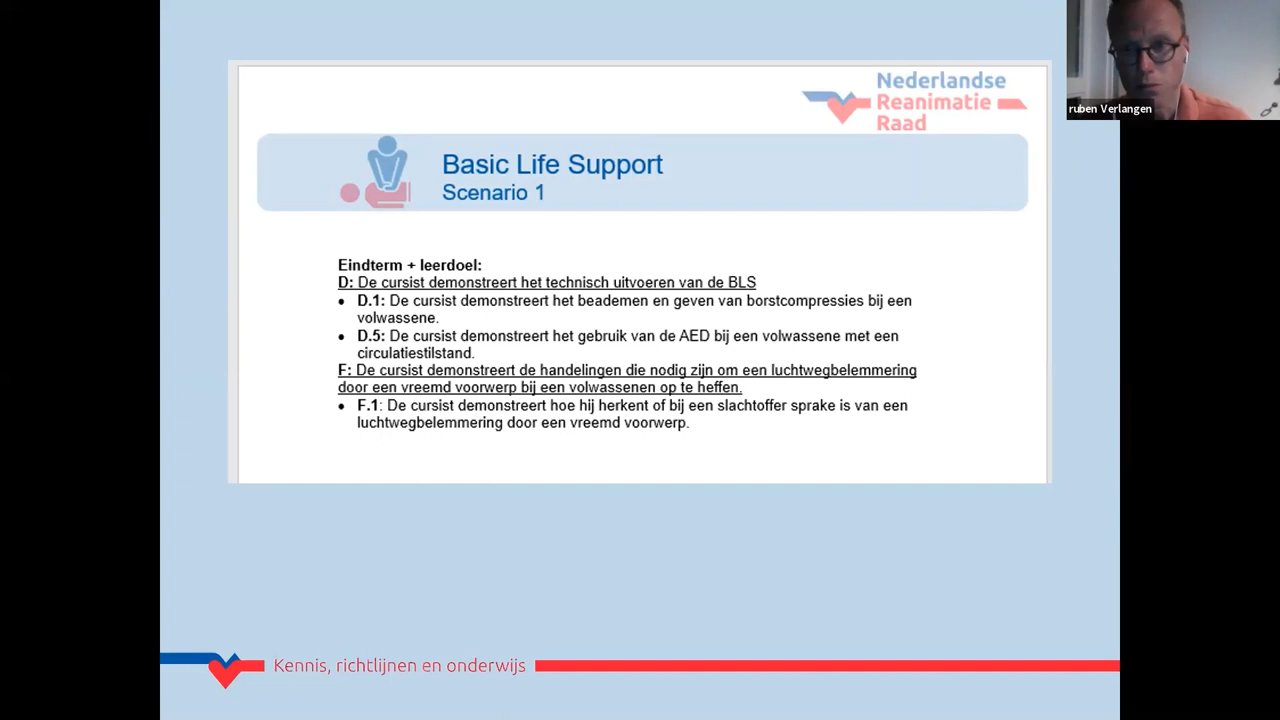 Nederlandse
Reanimatie
Raad
ruben Verlangen
Basic Life Support
Scenario 1
Eindterm + leerdoel:
D: De cursist demonstreert het technisch uitvoeren van de BLS
• D.1: De cursist demonstreert het beademen en geven van borstcompressies bij een
volwassene.
• D.5: De cursist demonstreert het gebruik van de AED bij een volwassene met een
circulatiestilstand.
F: De cursist demonstreert de handelingen die nodig zijn om een luchtwegbelemmering
door een vreemd voorwerp bij een volwassenen op te heffen.
• F.1: De cursist demonstreert hoe hij herkent of bij een slachtoffer sprake is van een
luchtwegbelemmering door een vreemd voorwerp.
Kennis, richtlijnen en onderwijs